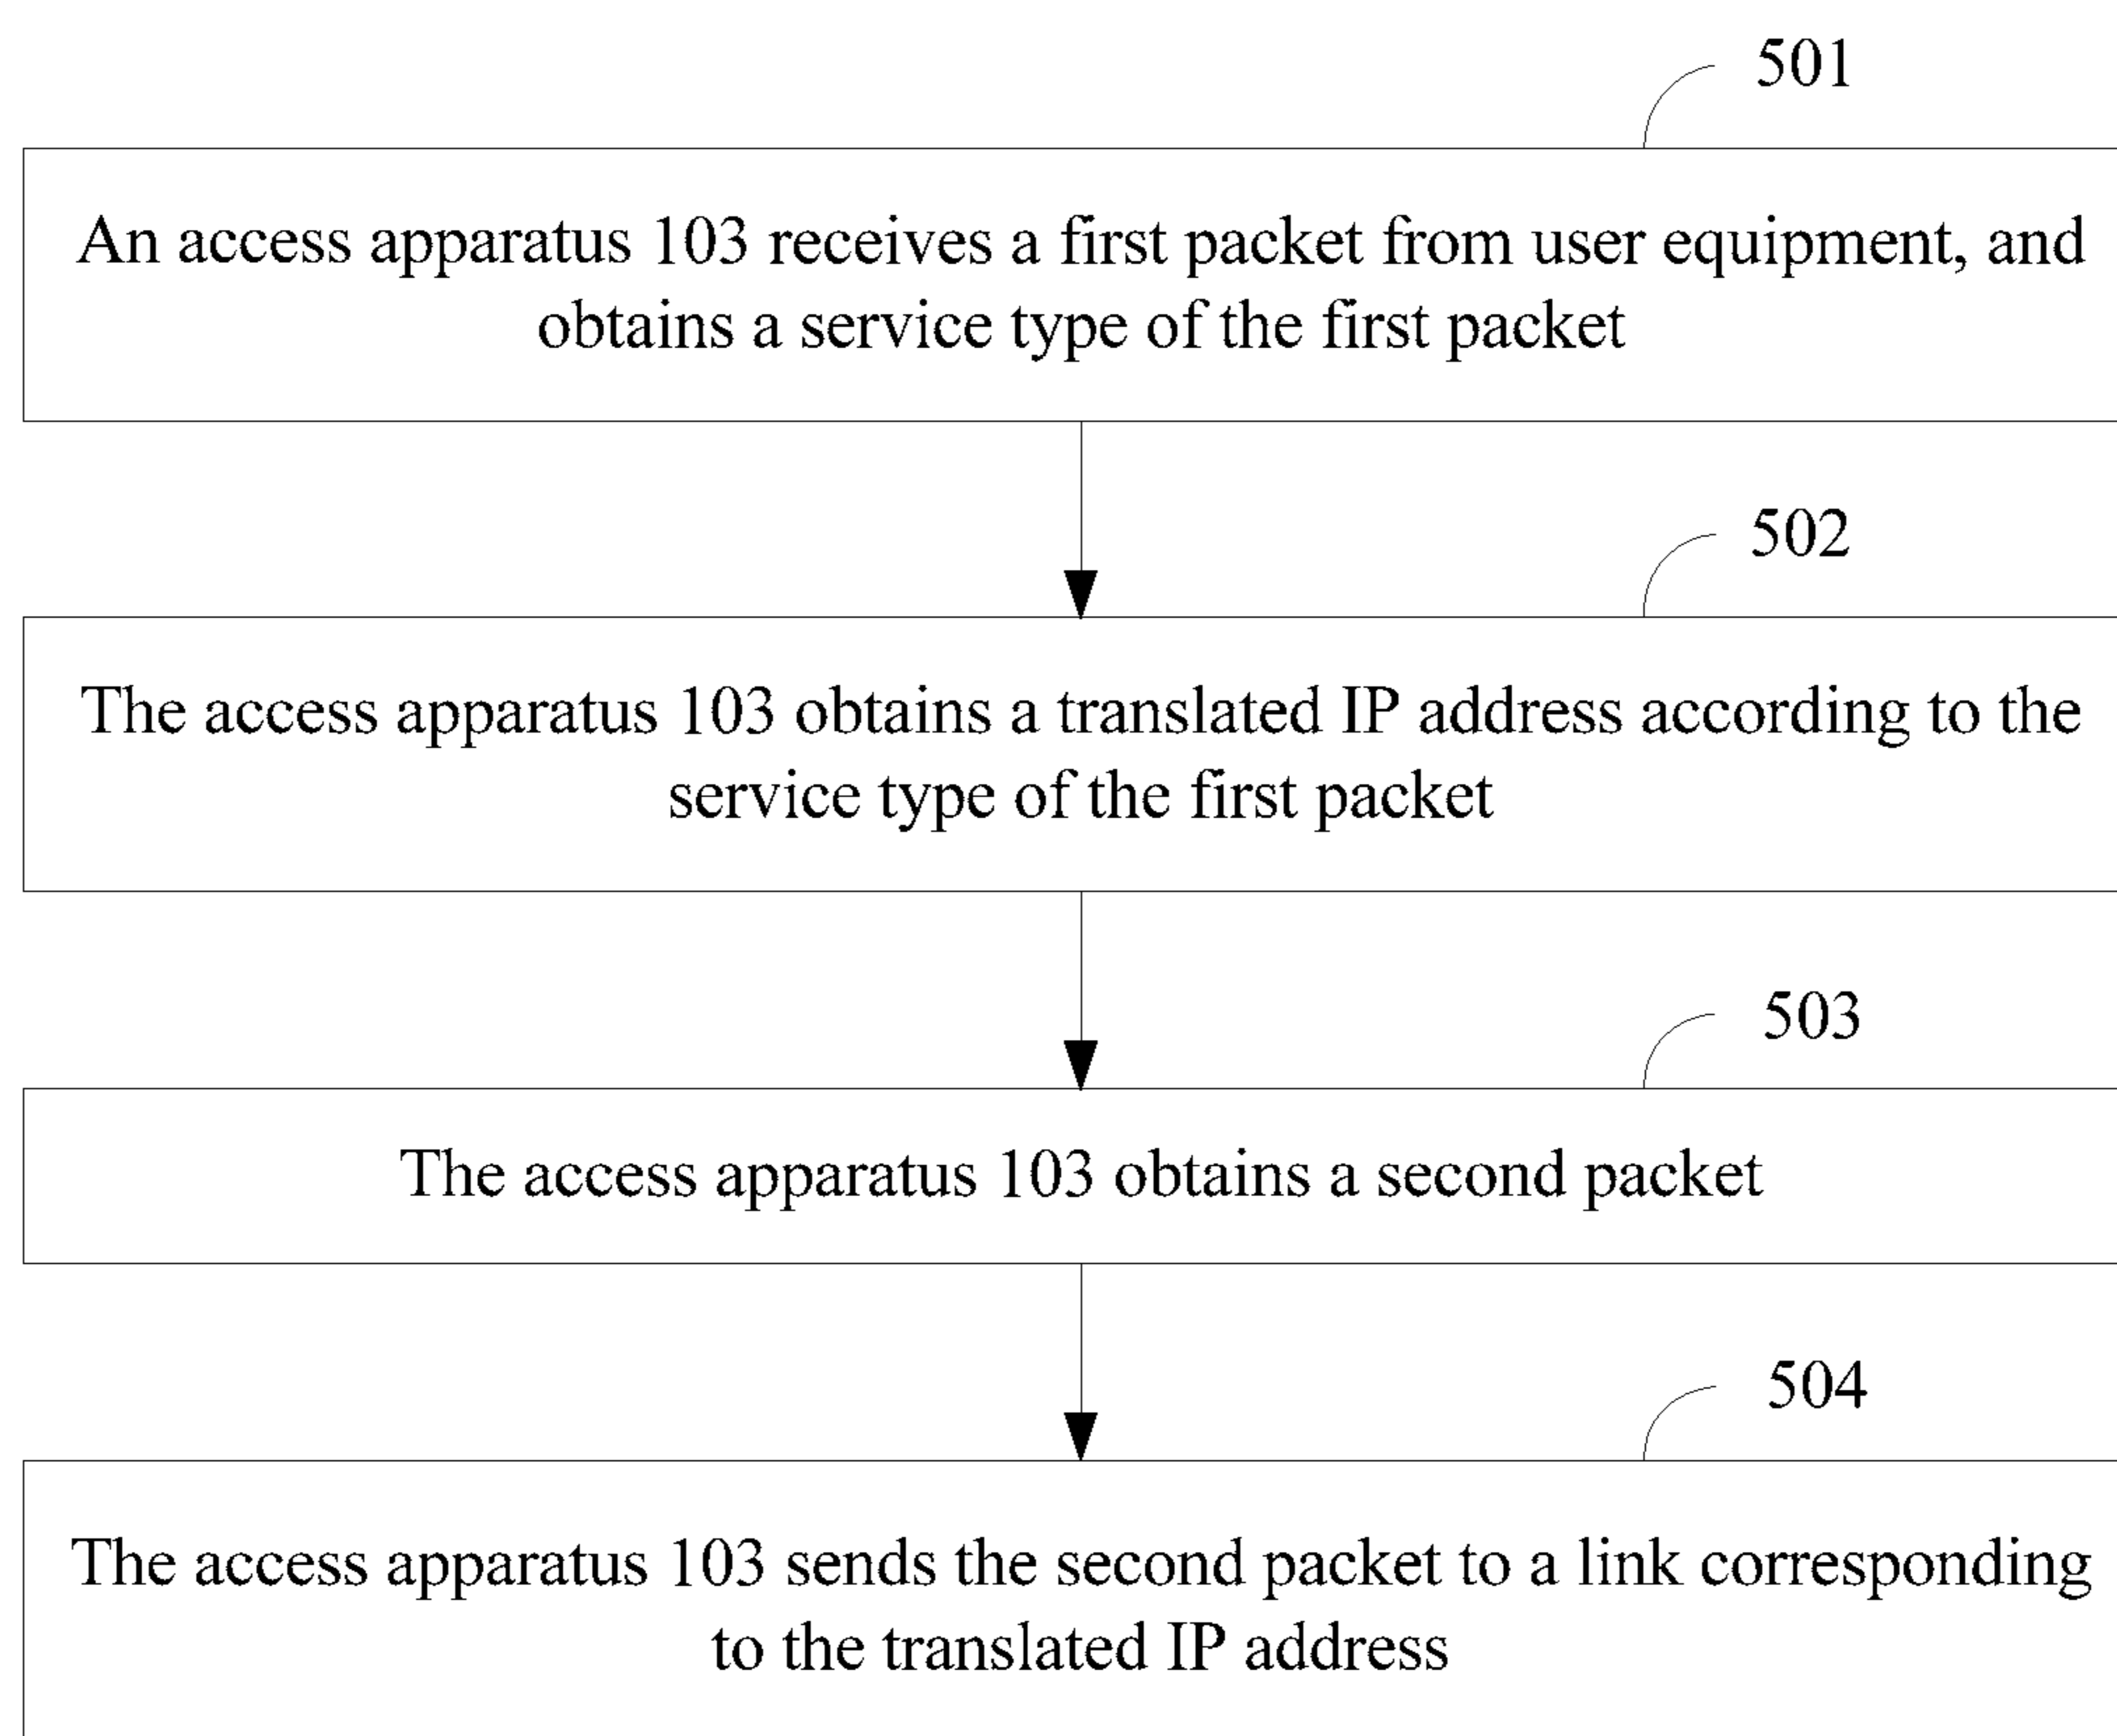 501
An access apparatus 103 receives a first packet from user equipment, and
obtains a service type of the first packet
502
The access apparatus 103 obtains a translated IP address according to the
service type of the first packet
503
The access apparatus 103 obtains a second packet
504
The access apparatus 103 sends the second packet to a link corresponding
to the translated IP address